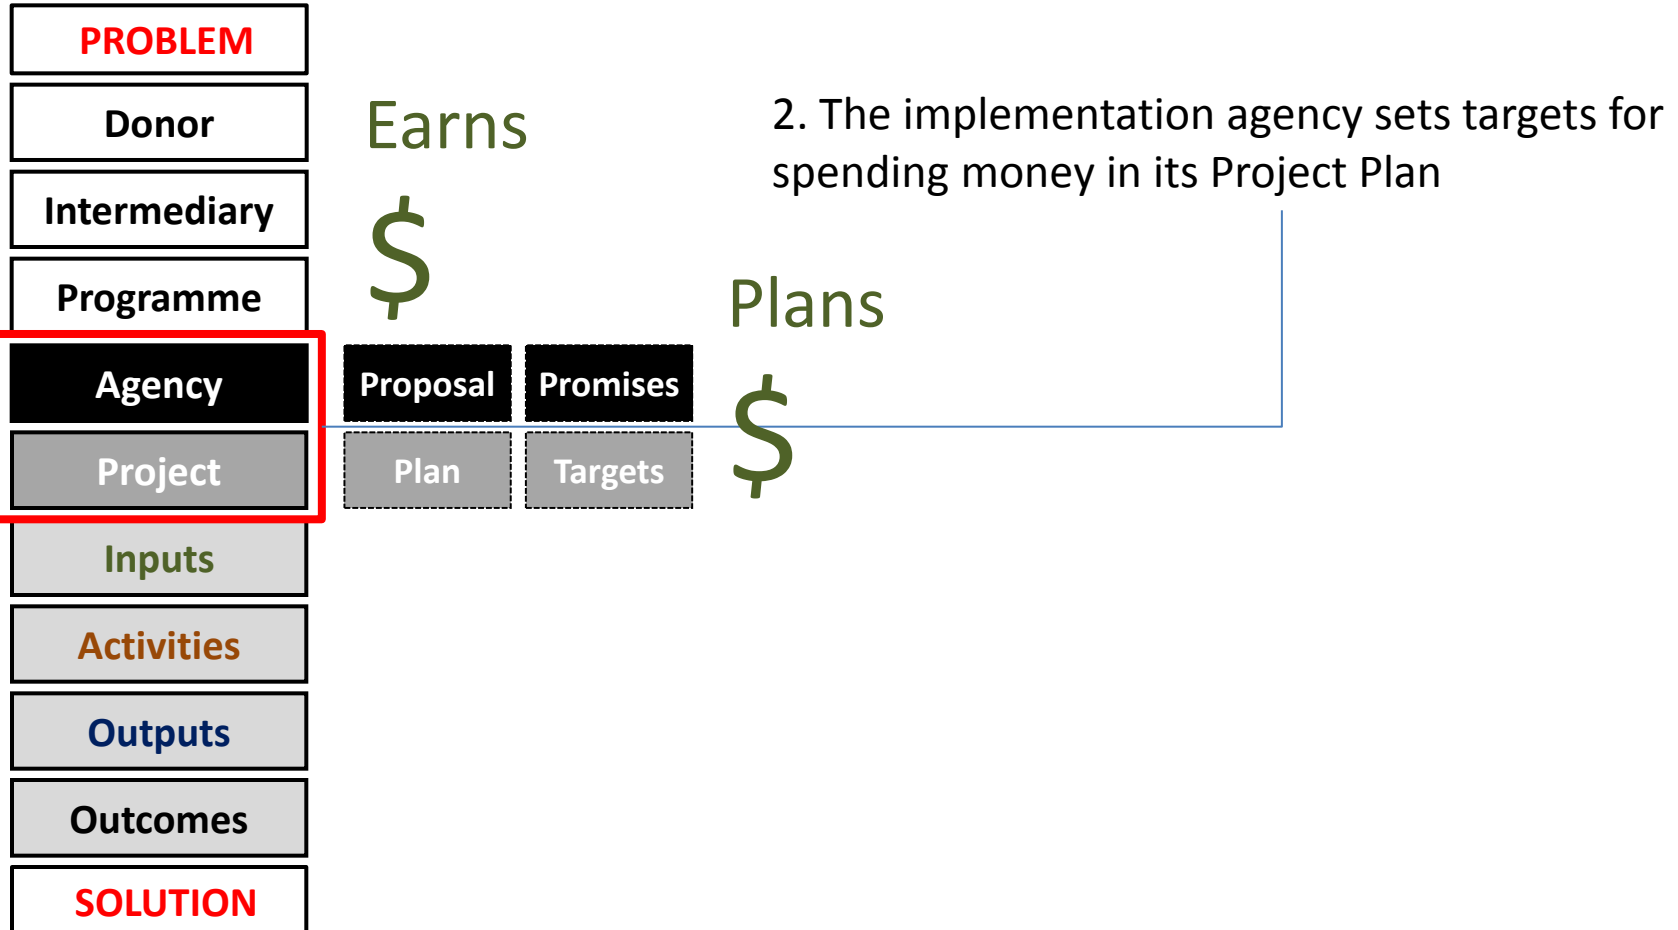 PROBLEM
Donor
Intermediary
Programme
Agency
Project
Inputs
Activities
Outputs
Outcomes
SOLUTION
Earns
$
Proposal
Promises
Plan
Targets
Plans
$
2. The implementation agency sets targets for
spending money in its Project Plan